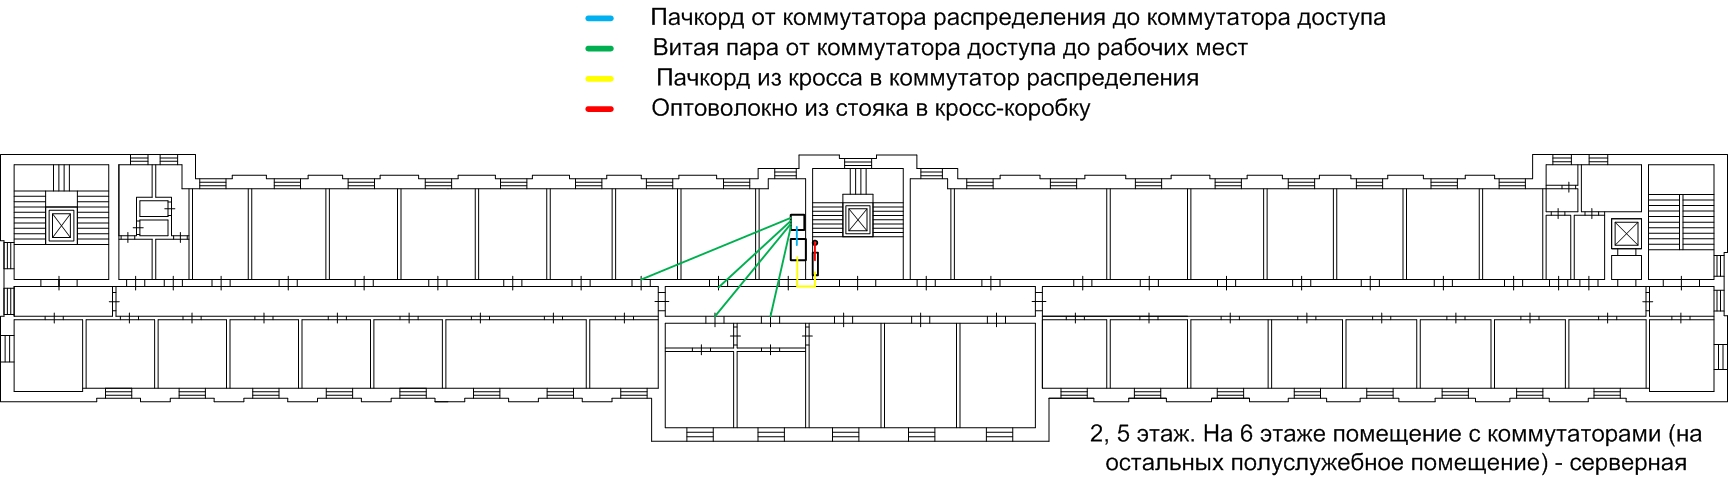 Пачкорд от коммутатора распределения до коммутатора доступа
Витая пара от коммутатора доступа до рабочих мест
Пачкорд из кросса в коммутатор распределения
Оптоволокно из стояка в кросс-коробку
2, 5 этаж. На 6 этаже помещение с коммутаторами (на
остальных полуслужебное помещение) - серверная